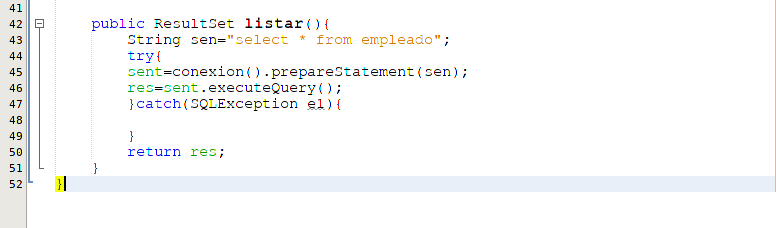 41
42 public ResultSet listar(){
43 String sen="select * from empleado";
44 try{
45 sent=conexion().prepareStatement(sen);
46 res=sent.executeQuery();
47 }catch(SQLException el){
48
49 }
50 return res;
51 }
52 }